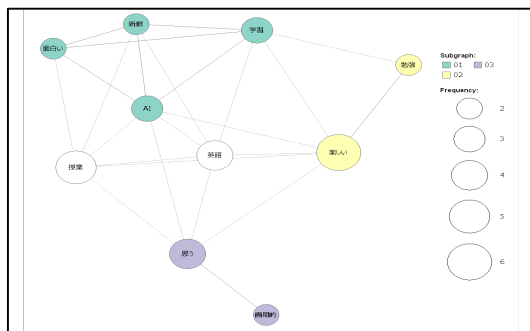 新鮮
学習
面白い
勉強
AI
英語
楽しい
授業
思う
画期的
Subgraph:
01 03
02
Frequency:
2
3
4
5
6